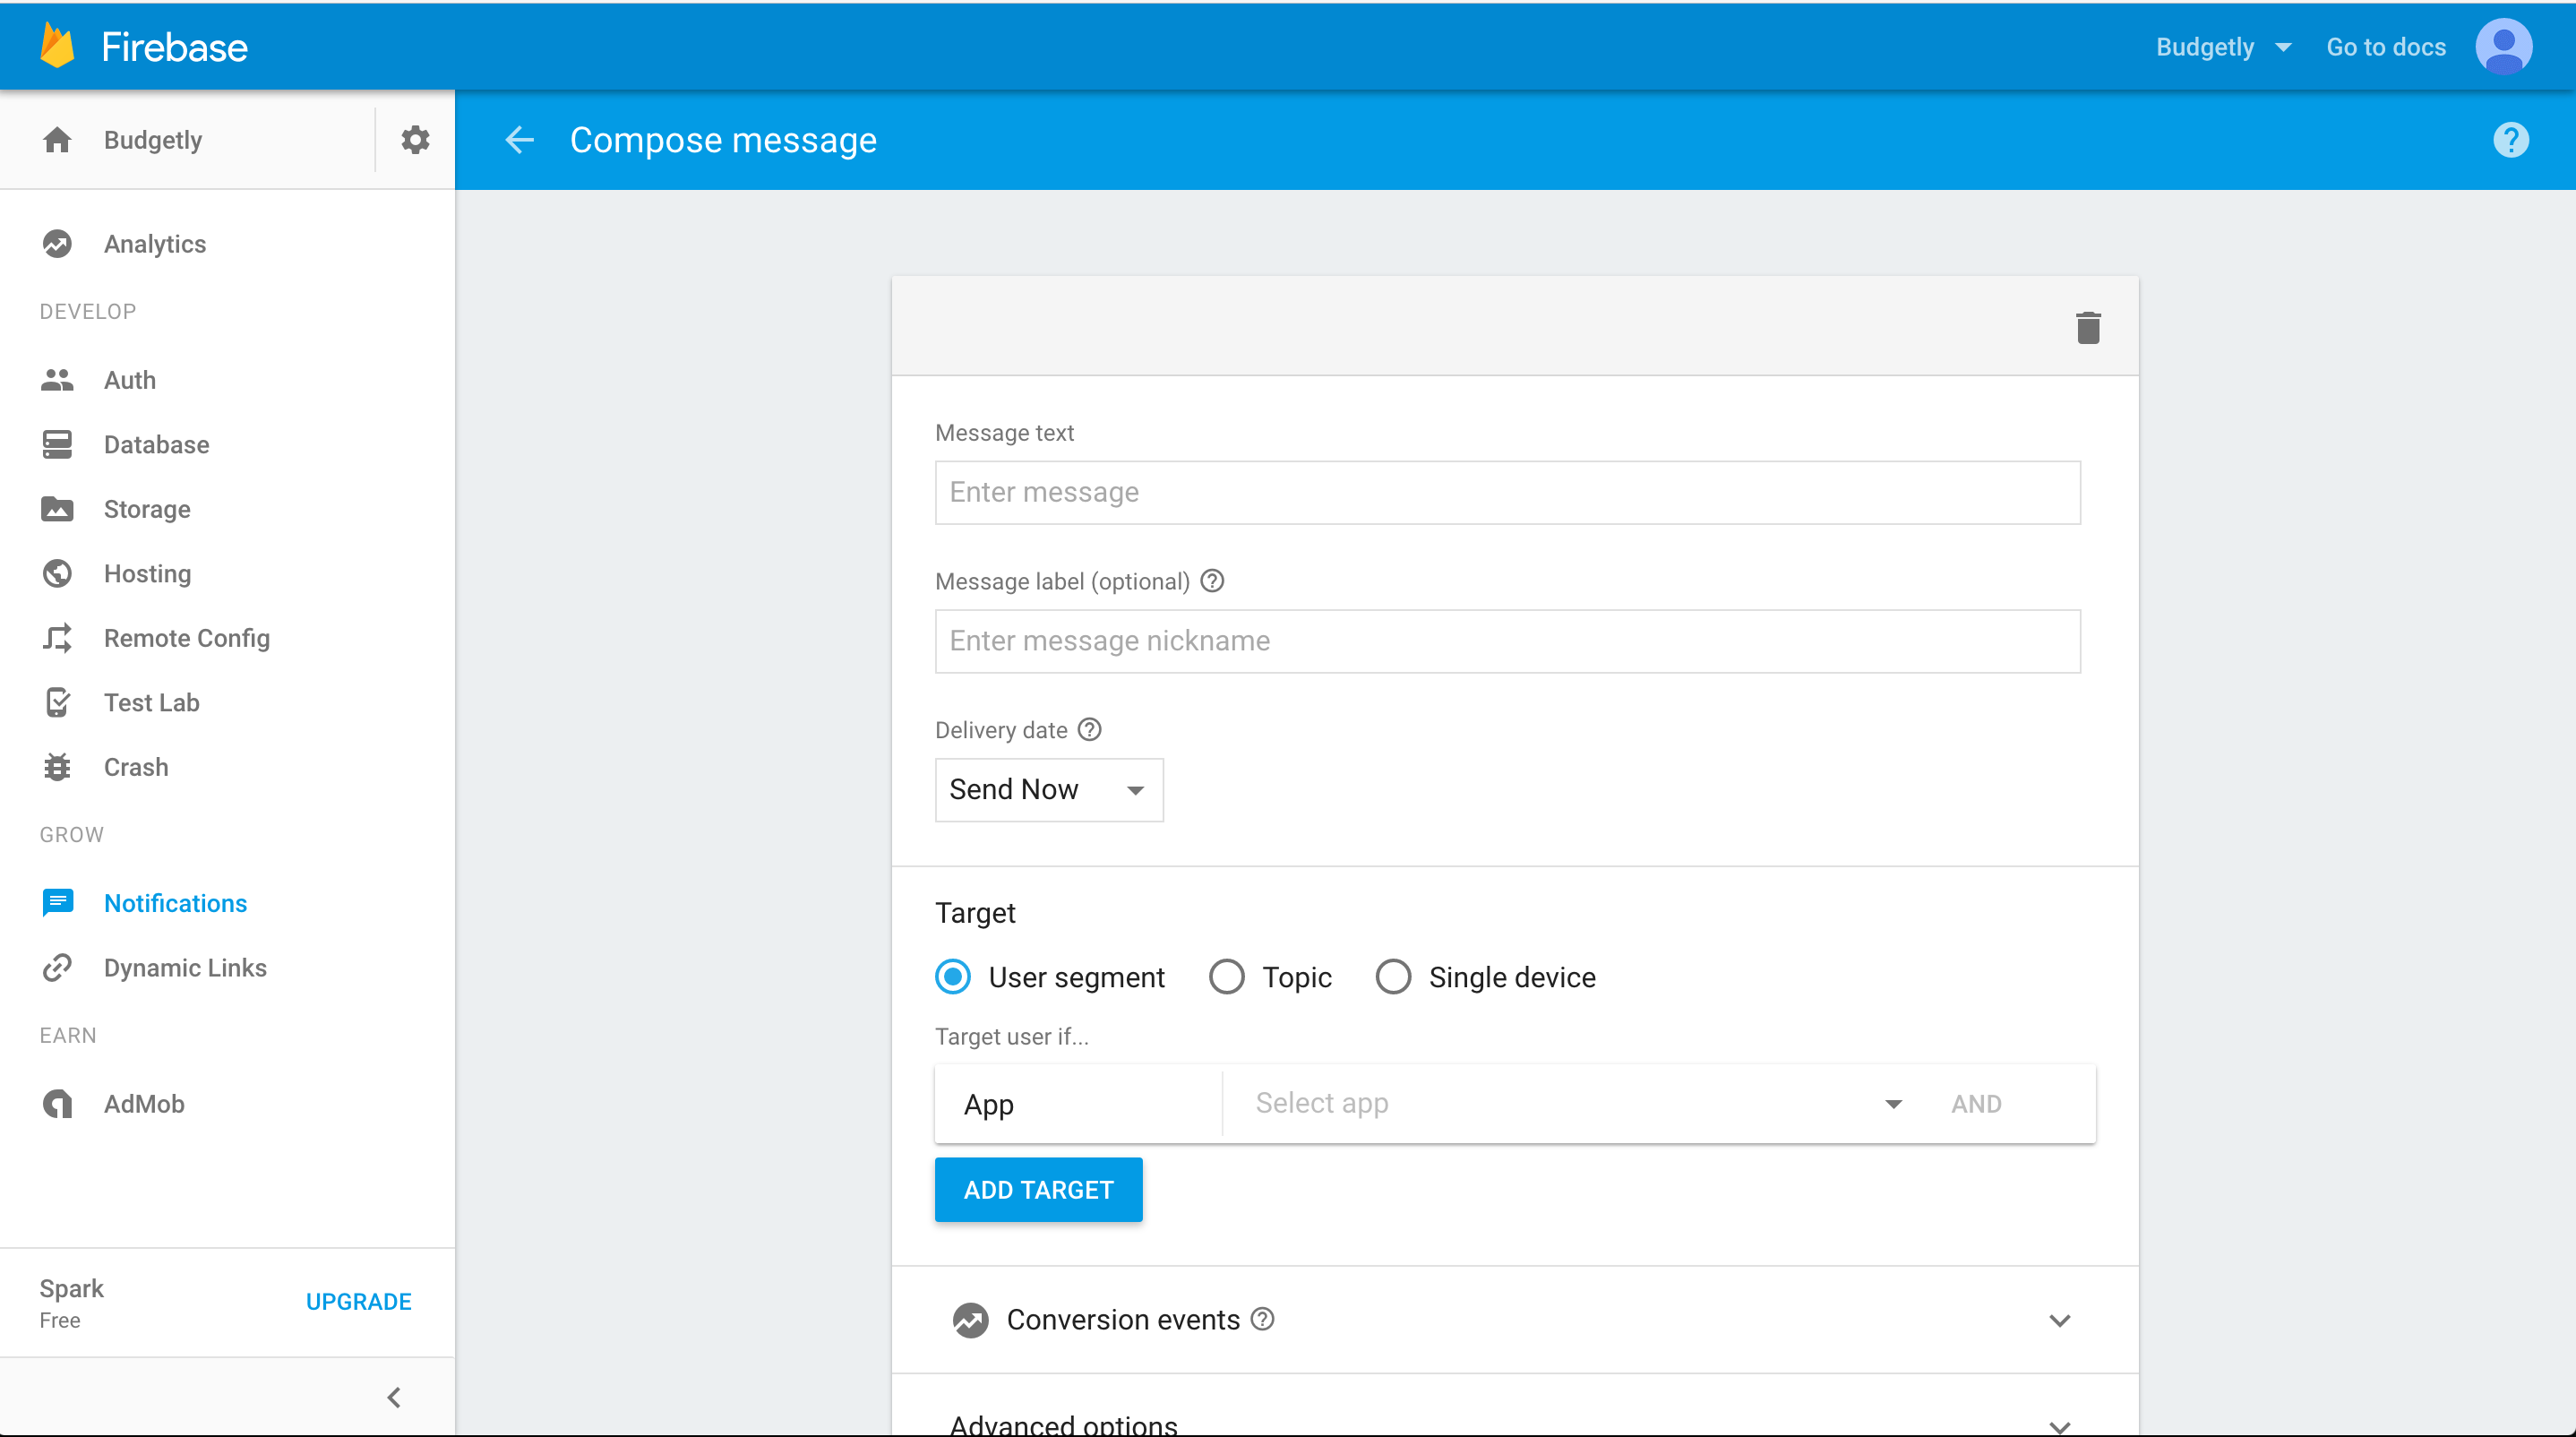 Firebase
Budgetly
Go to docs
Budgetly
Compose message
Analytics
DEVELOP
Auth
Database
Storage
Hosting
Remote Config
Test Lab
Crash
GROW
Notifications
Dynamic Links
EARN
AdMob
Spark
Free
UPGRADE
Message text
Enter message
Message label (optional)
Enter message nickname
Delivery date
Send Now
Target
User segment Topic Single device
Target user if...
App Select app AND
ADD TARGET
Conversion events
Advanced options